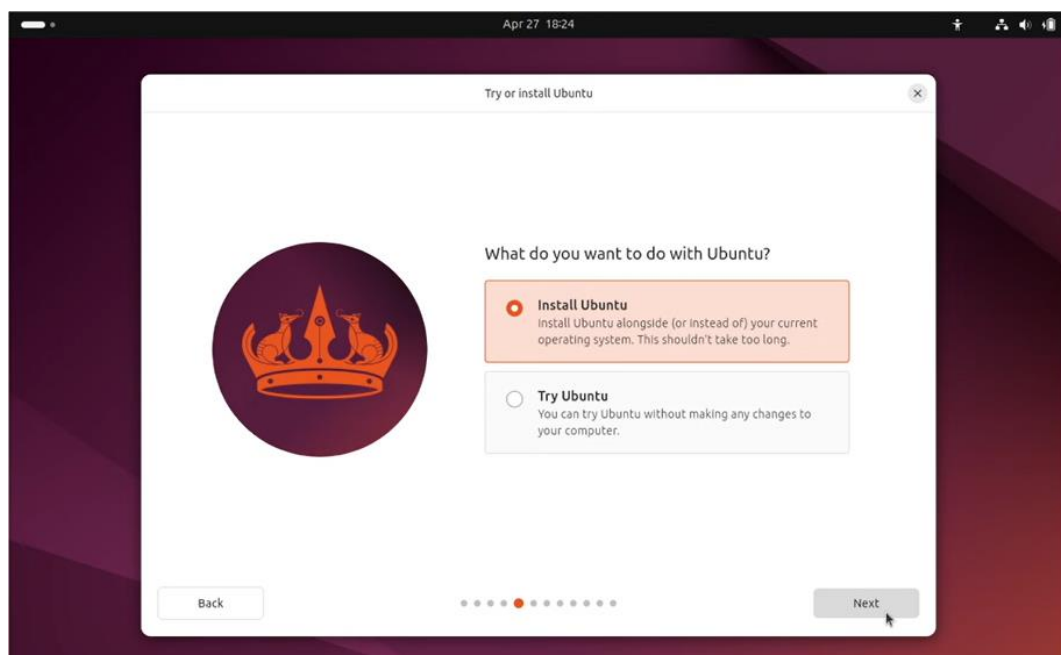 Apr 27 18:24
Try or install Ubuntu
What do you want to do with Ubuntu?
Install Ubuntu
Install Ubuntu alongside (or instead of) your current
operating system. This shouldn't take too long.
Try Ubuntu
You can try Ubuntu without making any changes to
your computer.
Back
Next